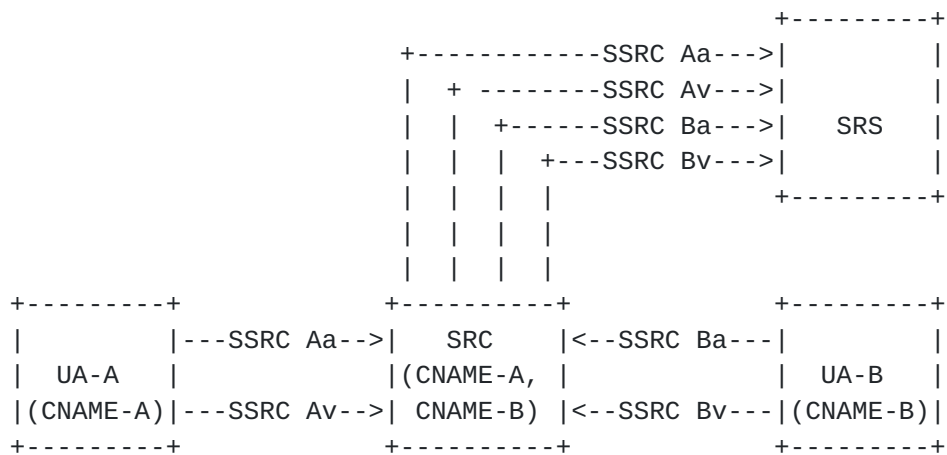 SSRC Aa
SSRC Av
SSRC Ba SRS
SSRC Bv
SSRC Aa SRC SSRC Ba
UA-A (CNAME-A, UA-B
(CNAME-A) SSRC Av CNAME-B) SSRC Bv (CNAME-B)